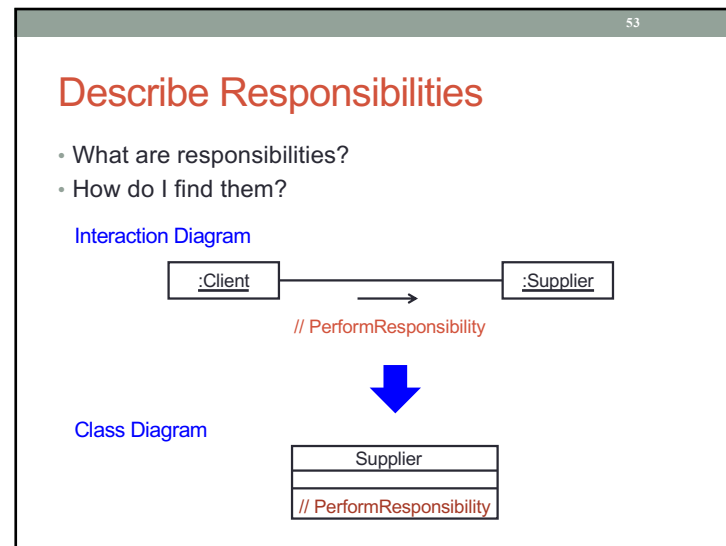 53
Describe Responsibilities
• What are responsibilities?
• How do I find them?
Interaction Diagram
:Client
:Supplier
// PerformResponsibility
Class Diagram
Supplier
// PerformResponsibility